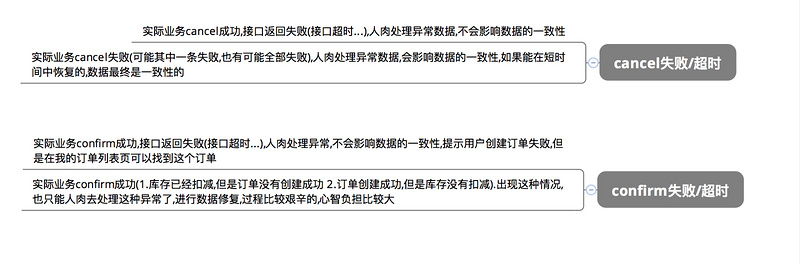 实际业务cancel成功,接口返回失败(接口超时...),人肉处理异常数据,不会影响数据的一致性
实际业务cancel失败(可能其中一条失败,也有可能全部失败),人肉处理异常数据,会影响数据的一致性,如果能在短时
间中恢复的,数据最终是一致性的
cancel失败/超时
实际业务confirm成功,接口返回失败(接口超时...),人肉处理异常,不会影响数据的一致性,提示用户创建订单失败,但
是在我的订单列表页可以找到这个订单
实际业务confirm成功(1.库存已经扣减,但是订单没有创建成功 2.订单创建成功,但是库存没有扣减).出现这种情况,
也只能人肉去处理这种异常了,进行数据修复,过程比较艰辛的,心智负担比较大
confirm失败/超时